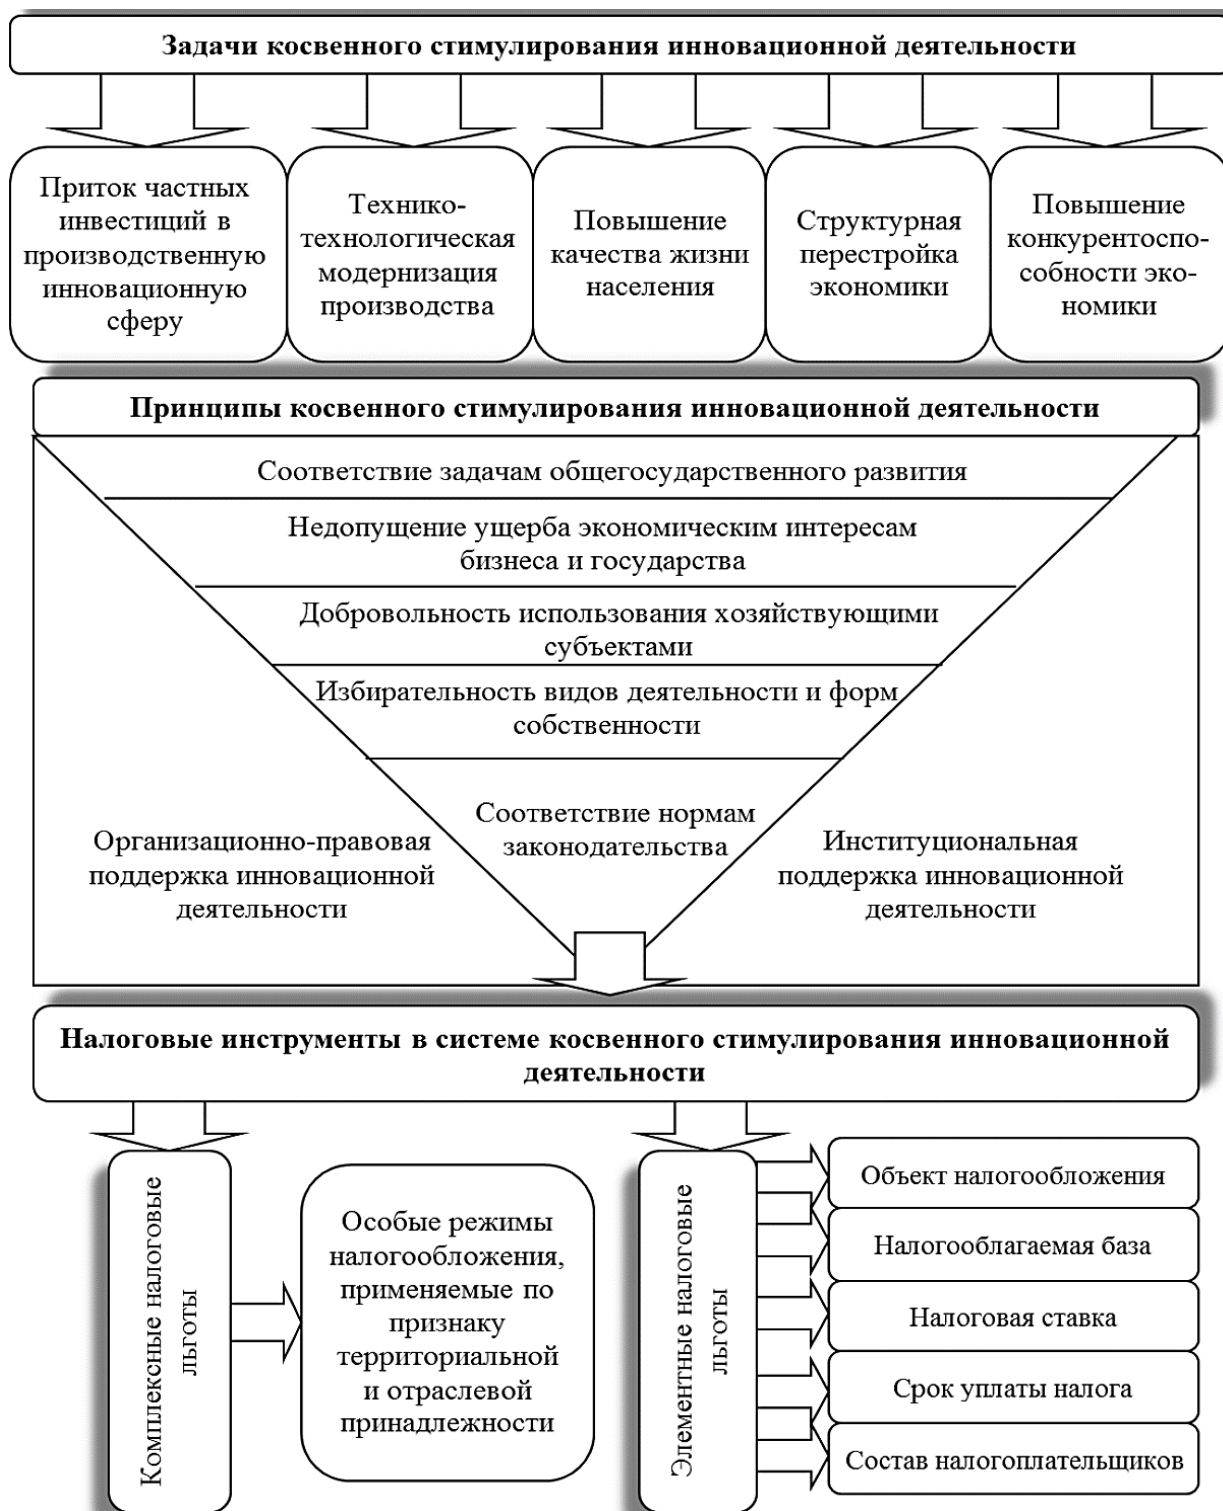 Задачи косвенного стимулирования инновационной деятельности
Приток частных
инвестиций в
производственную
инновационную
сферу
Технико-
технологическая
модернизация
производства
Повышение
качества жизни
населения
Структурная
перестройка
экономики
Повышение
конкурентоспо-
собности эко-
номики
Принципы косвенного стимулирования инновационной деятельности
Соответствие задачам общегосударственного развития
Недопущение ущерба экономическим интересам
бизнеса и государства
Добровольность использования хозяйствующими
субъектами
Избирательность видов деятельности и форм
собственности
Соответствие нормам
законодательства
Организационно-правовая
поддержка инновационной
деятельности
Институциональная
поддержка инновационной
деятельности
Налоговые инструменты в системе косвенного стимулирования инновационной
деятельности
Комплексные налоговые
льготы
Особые режимы
налогообложения,
применяемые по
признаку
территориальной
и отраслевой
принадлежности
Элементные налоговые
льготы
Объект налогообложения
Налогооблагаемая база
Налоговая ставка
Срок уплаты налога
Состав налогоплательщиков